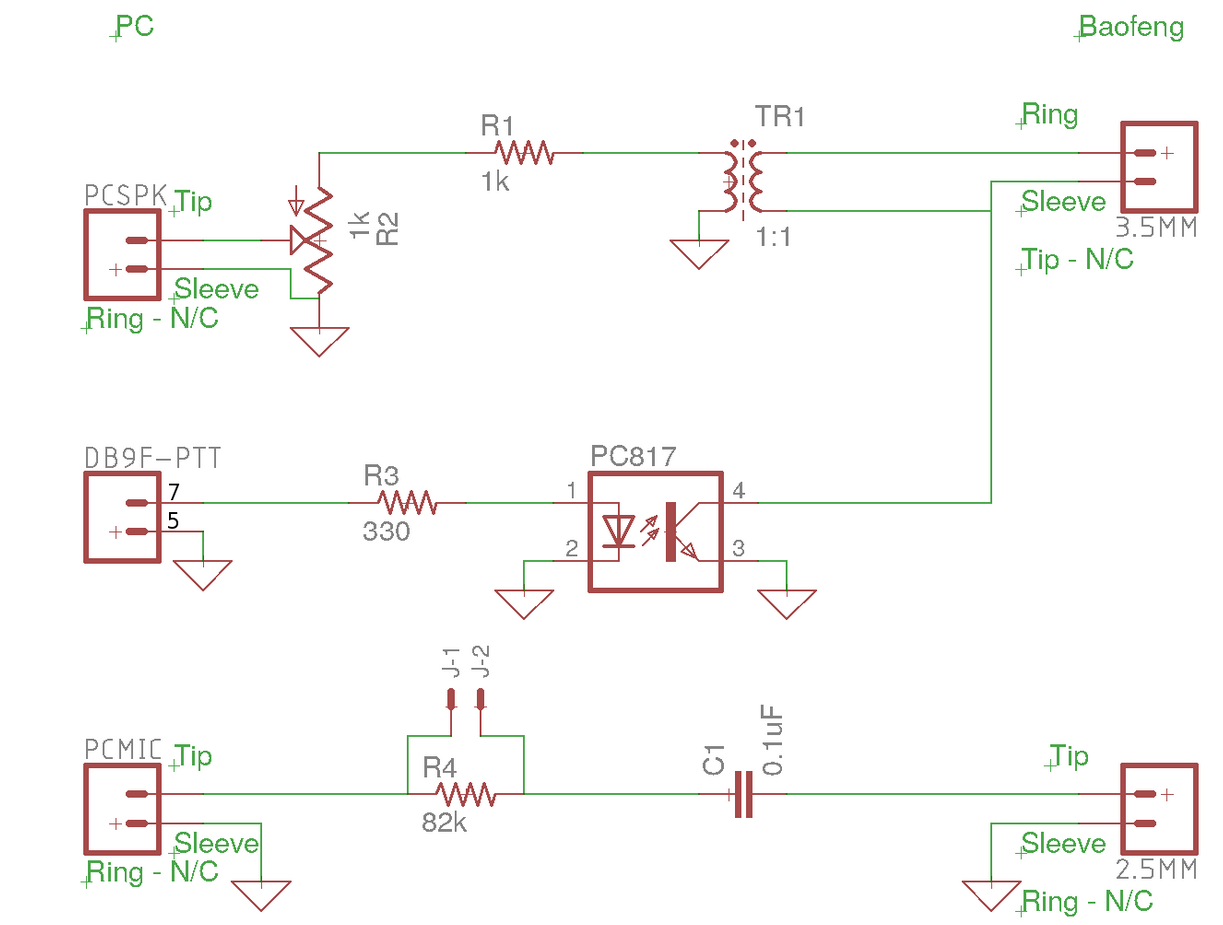 PC
Baofeng
R1
1k
TR1
1:1
Ring
Sleeve
3.5MM
Tip - N/C
PCSPK
Tip
Sleeve
Ring - N/C
1k
R2
DB9F-PTT
7
5
R3
330
PC817
1
2
4
3
J-1
J-2
PCMIC
Tip
Sleeve
Ring - N/C
R4
82k
C1
0.1uF
Tip
Sleeve
2.5MM
Ring - N/C